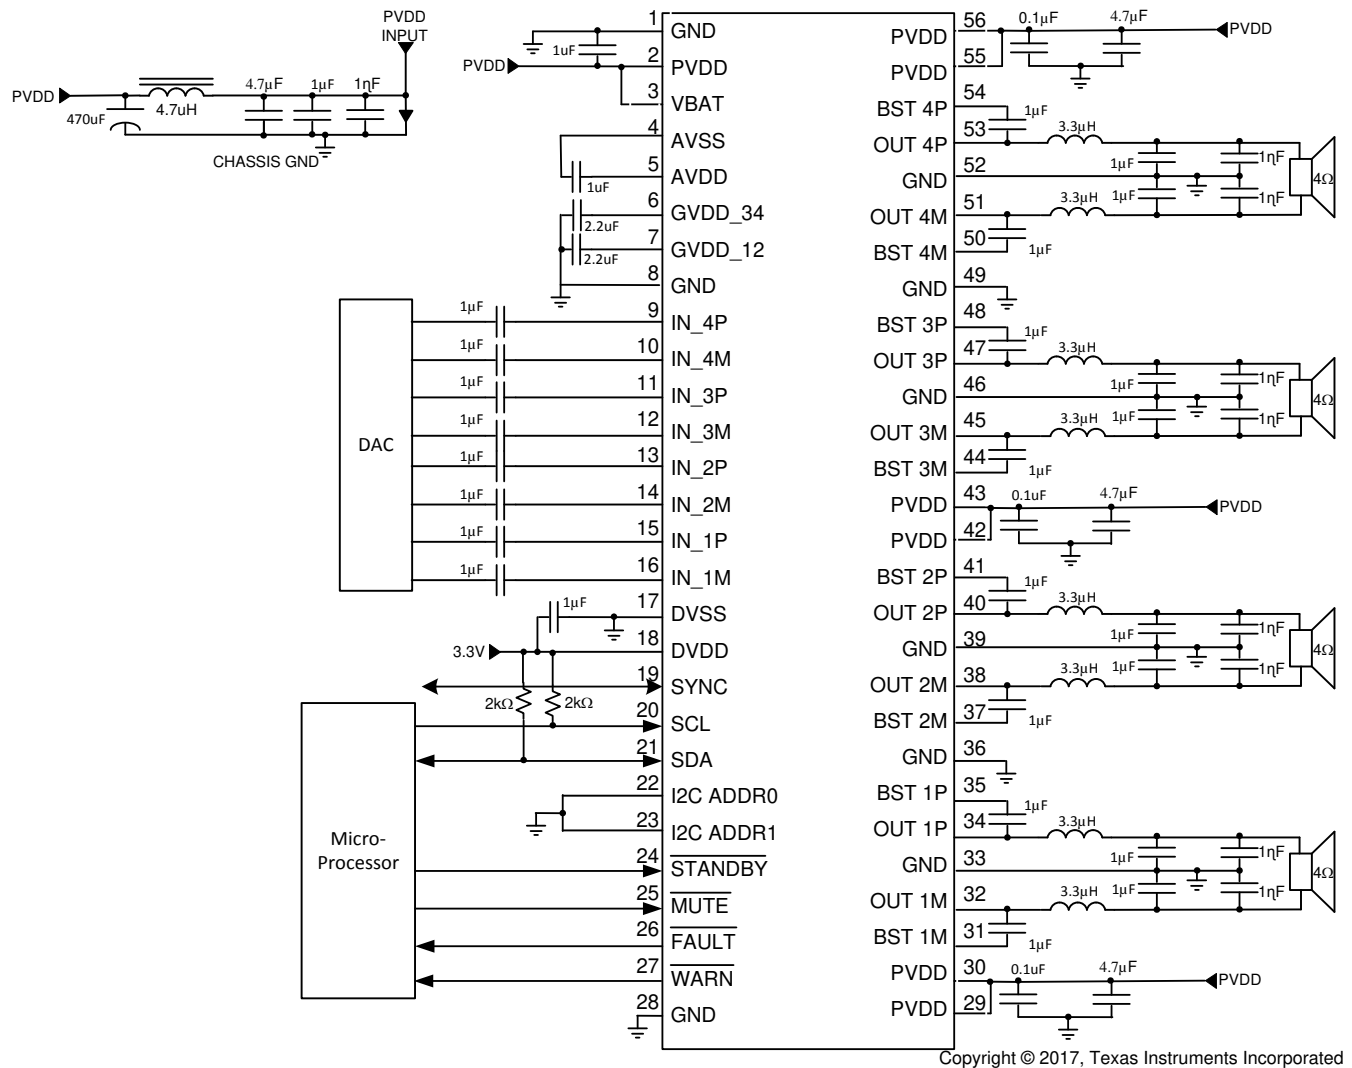 PVDD
INPUT
PVDD
470uF
4.7uH
4.7µF
1µF
1ηF
CHASSIS GND
PVDD
1uF
1uF
2.2uF
2.2uF
DAC
1µF
1µF
1µF
1µF
1µF
1µF
1µF
1µF
1µF
3.3V
2kΩ
2kΩ
Micro-
Processor
1 GND
2 PVDD
3 VBAT
4 AVSS
5 AVDD
6 GVDD_34
7 GVDD_12
8 GND
9 IN_4P
10 IN_4M
11 IN_3P
12 IN_3M
13 IN_2P
14 IN_2M
15 IN_1P
16 IN_1M
17 DVSS
18 DVDD
19 SYNC
20 SCL
21 SDA
22 I2C ADDR0
23 I2C ADDR1
24 STANDBY
25 MUTE
26 FAULT
27 WARN
28 GND
PVDD 56
PVDD 55
BST 4P 54
OUT 4P 53
GND 52
OUT 4M 51
BST 4M 50
GND 49
BST 3P 48
OUT 3P 47
GND 46
OUT 3M 45
BST 3M 44
PVDD 43
PVDD 42
BST 2P 41
OUT 2P 40
GND 39
OUT 2M 38
BST 2M 37
GND 36
BST 1P 35
OUT 1P 34
GND 33
OUT 1M 32
BST 1M 31
PVDD 30
PVDD 29
0.1µF 4.7µF PVDD
1µF
3.3µH
1µF 1ηF
4Ω
1µF 1ηF
3.3µH
1µF
1µF
3.3µH
1µF 1ηF
4Ω
1µF 1ηF
3.3µH
1µF
0.1uF 4.7µF PVDD
1µF
3.3µH
1µF 1ηF
4Ω
1µF 1ηF
3.3µH
1µF
1µF
3.3µH
1µF 1ηF
4Ω
1µF 1ηF
3.3µH
1µF
0.1uF 4.7µF PVDD
Copyright © 2017, Texas Instruments Incorporated